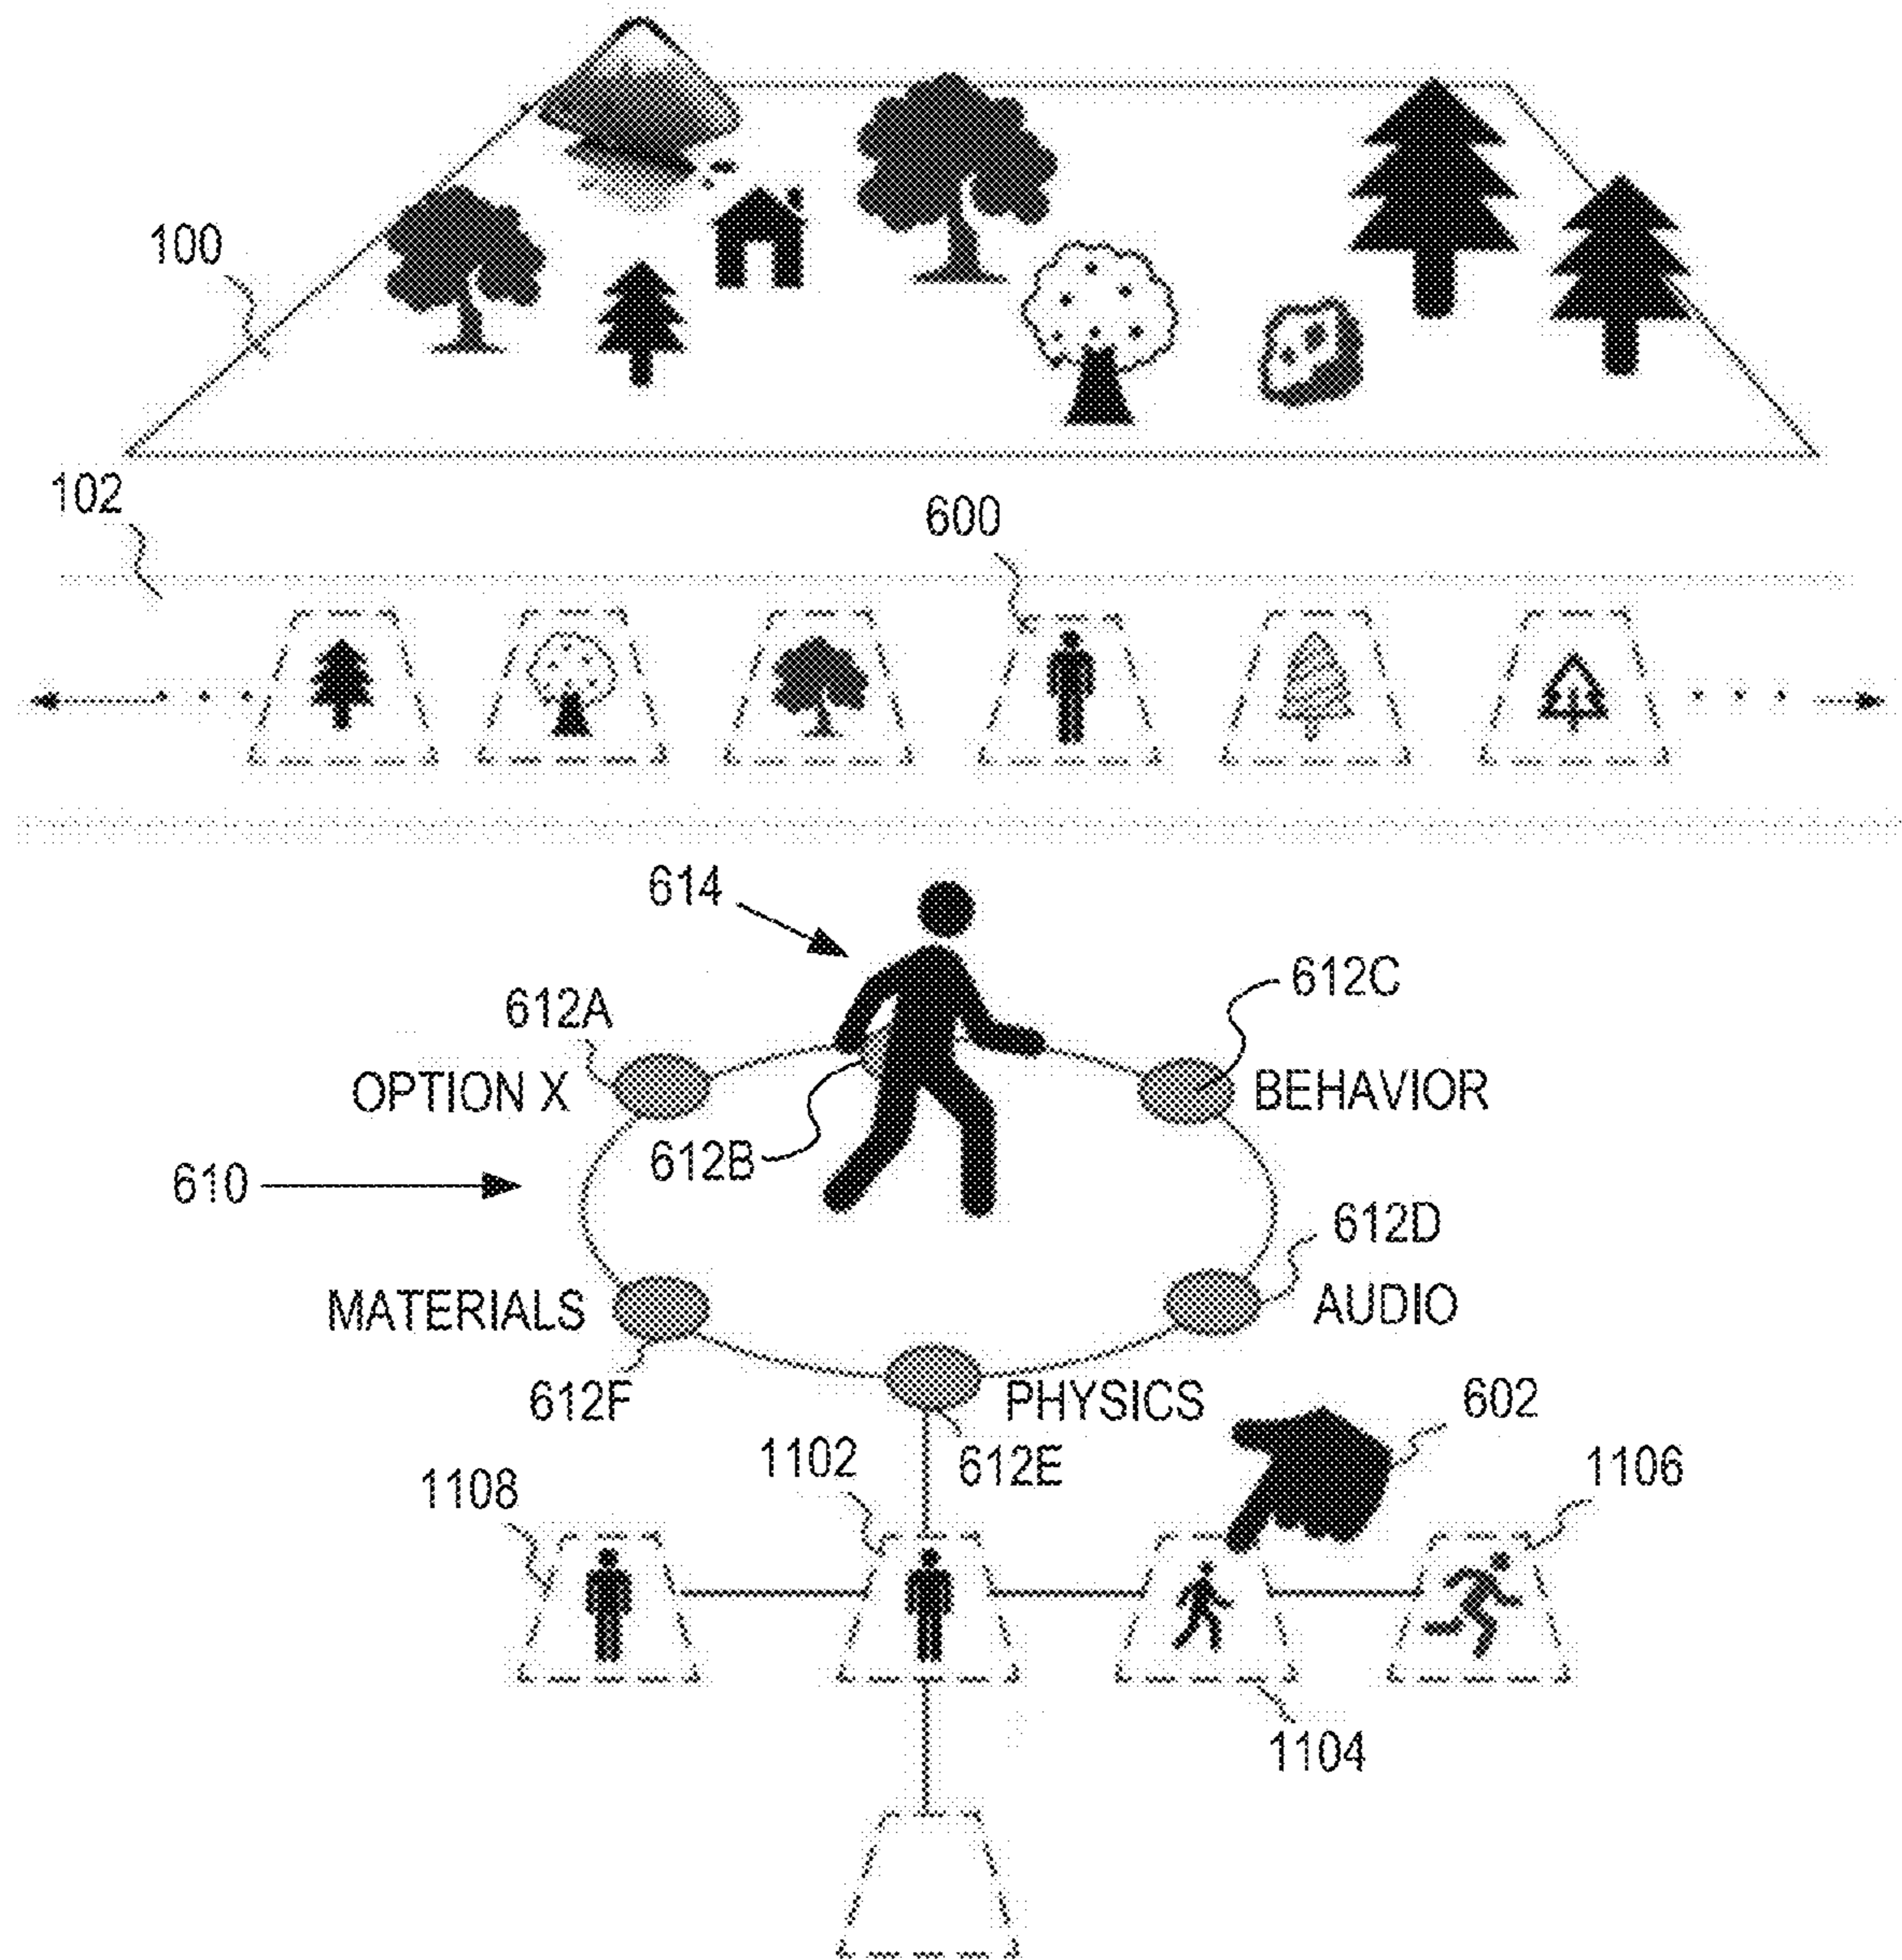 100
102
600
614
612C
612A
OPTION X
BEHAVIOR
612B
610
612D
MATERIALS
AUDIO
612F
PHYSICS
602
1108
1102
612E
1106
1104